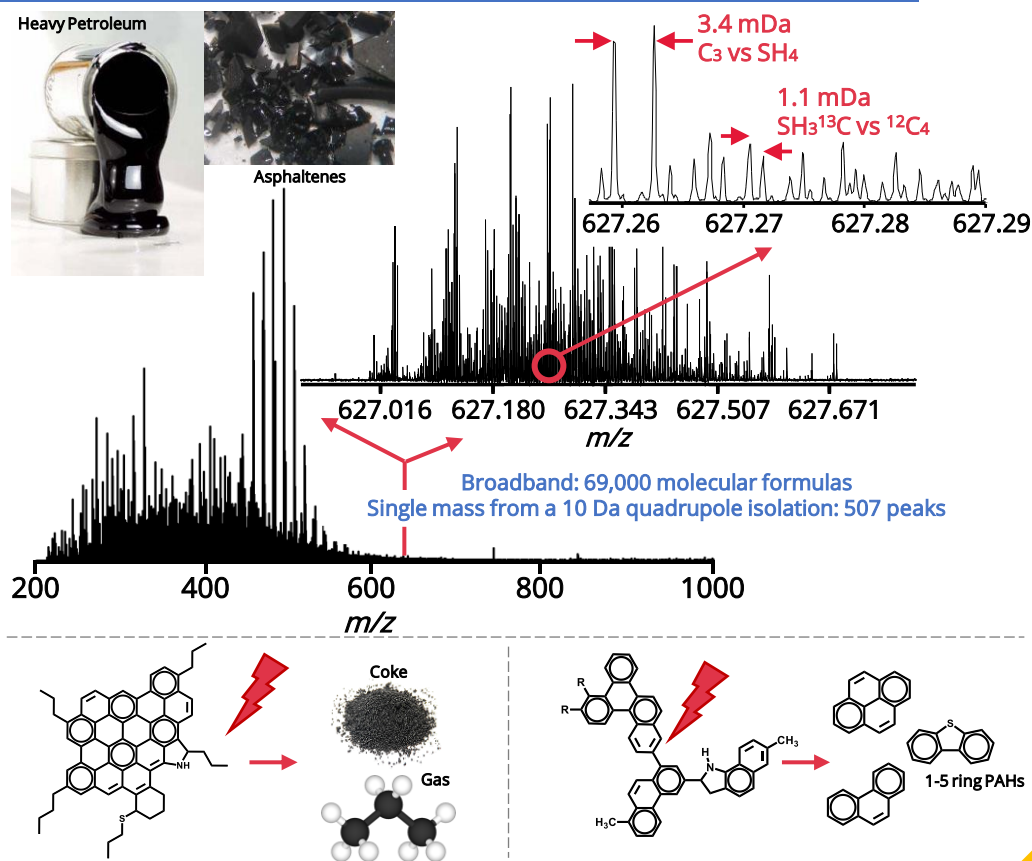 Heavy Petroleum
Asphaltenes
3.4 mDa
C₃ vs SH₄
1.1 mDa
SH₃¹³C vs ¹²C₄
627.26 627.27 627.28 627.29
627.016 627.180 627.343 627.507 627.671
m/z
Broadband: 69,000 molecular formulas
Single mass from a 10 Da quadrupole isolation: 507 peaks
200 400 600 800 1000
m/z
NH
S
Coke
Gas
R
R
H
N
CH₃
H₃C
S
1-5 ring PAHs